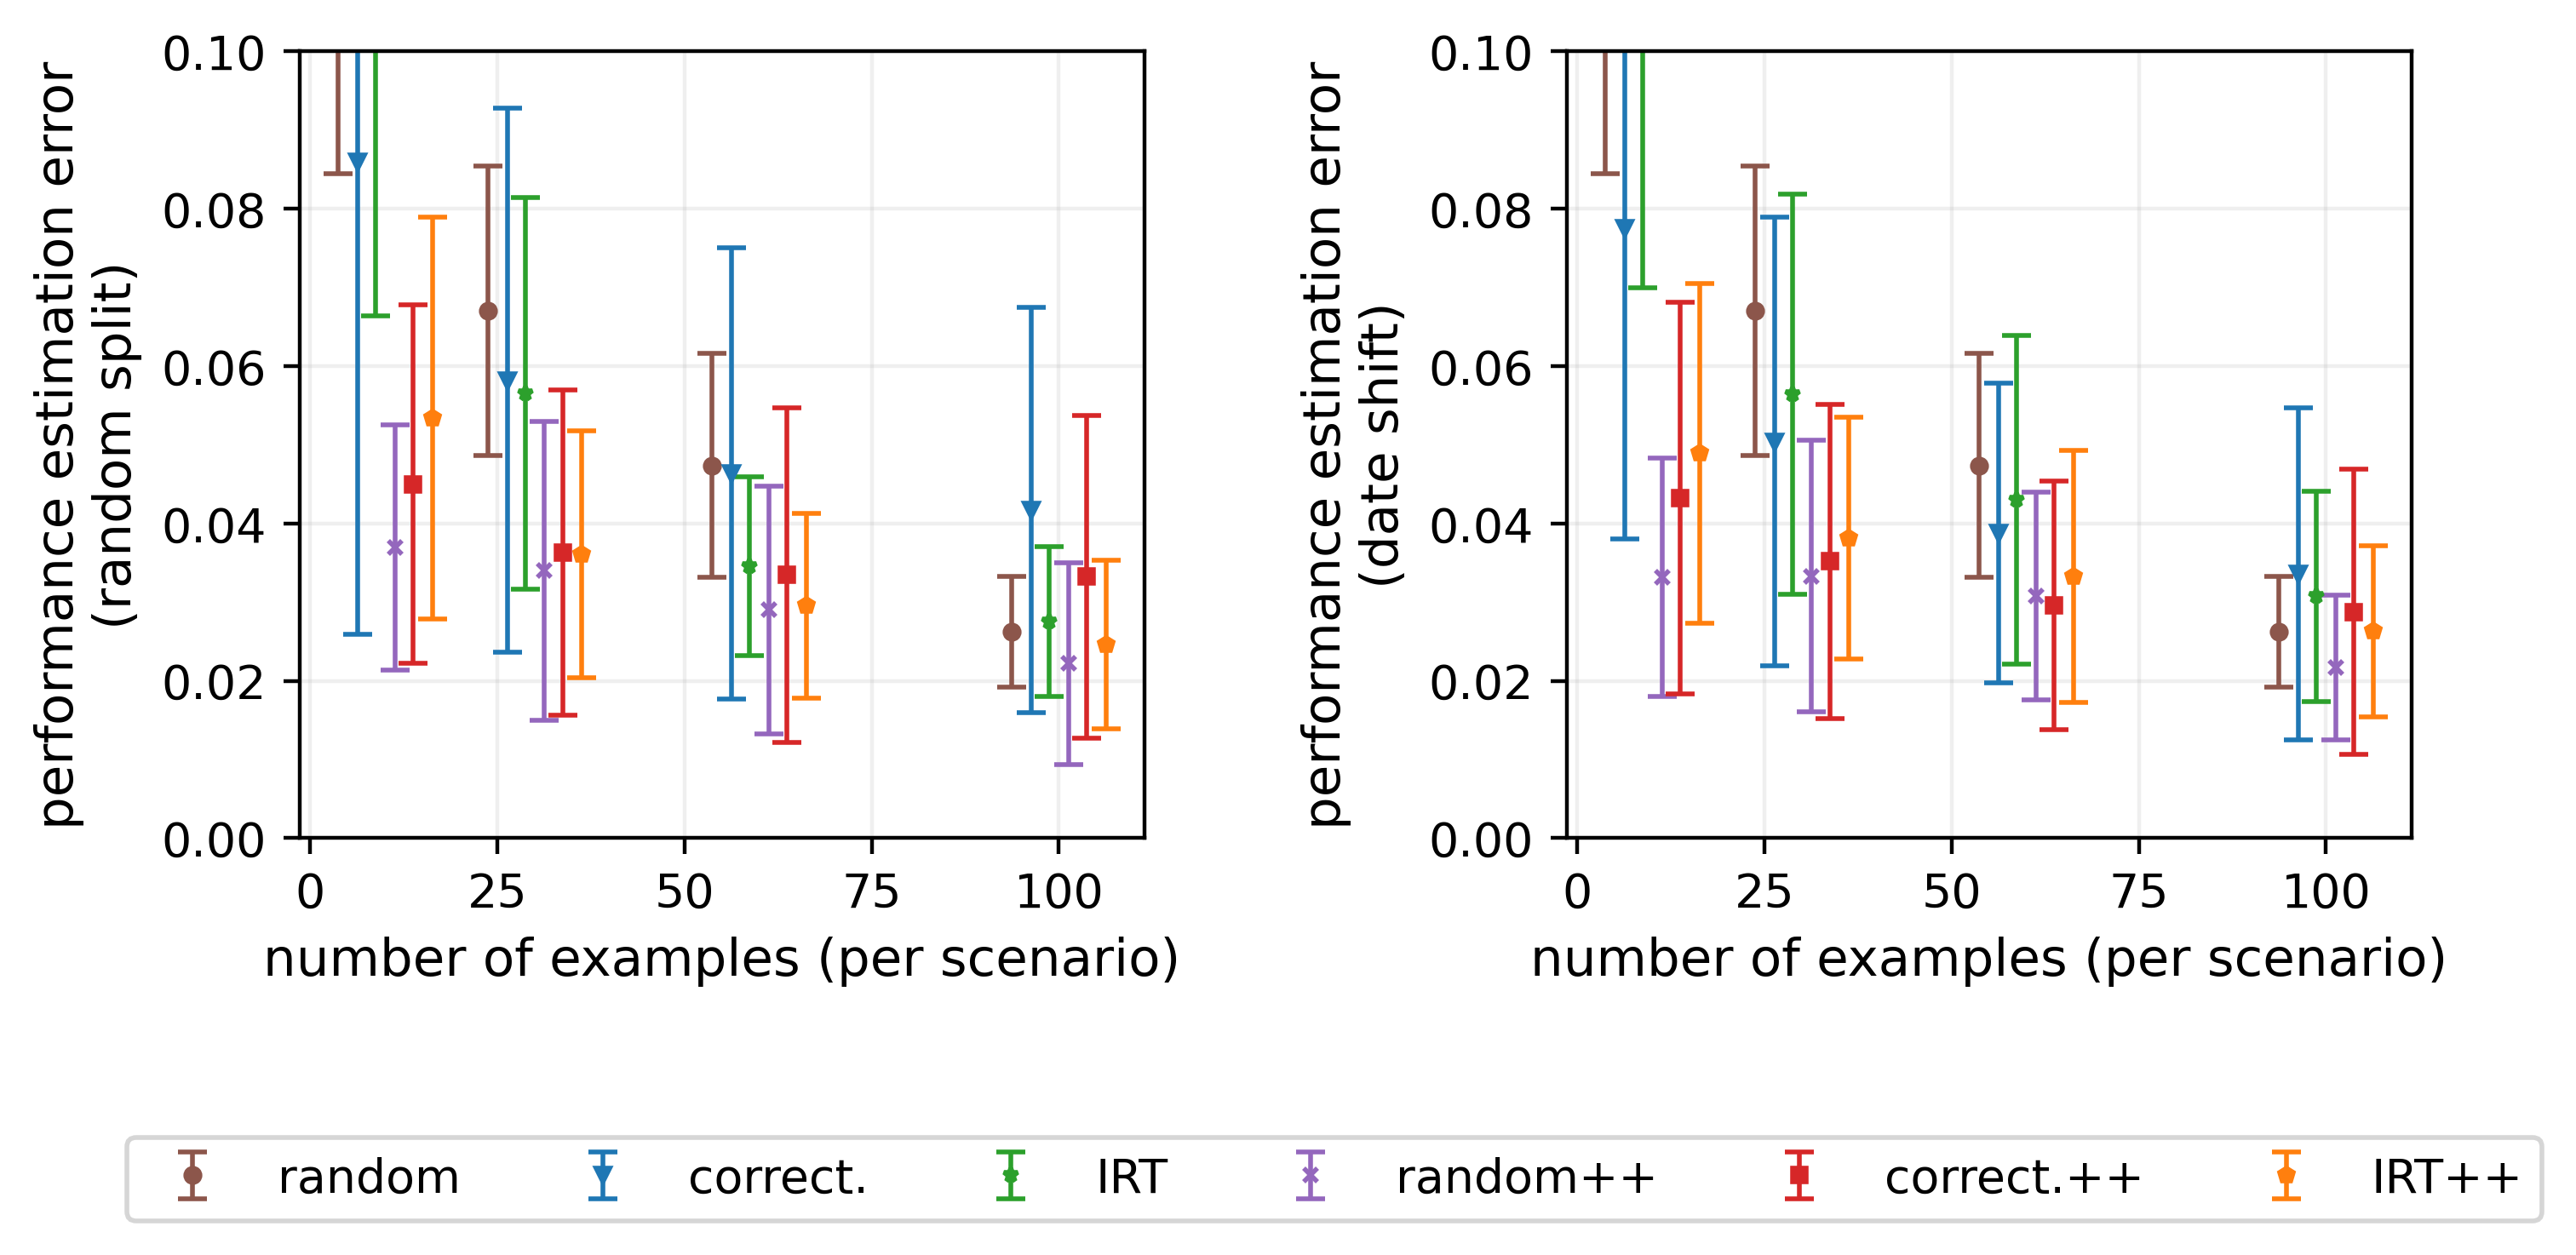 performance estimation error
(random split)
0.10
0.08
0.06
0.04
0.02
0.00
0 25 50 75 100
number of examples (per scenario)
performance estimation error
(date shift)
0.10
0.08
0.06
0.04
0.02
0.00
0 25 50 75 100
number of examples (per scenario)
random correct. IRT random++ correct.++ IRT++